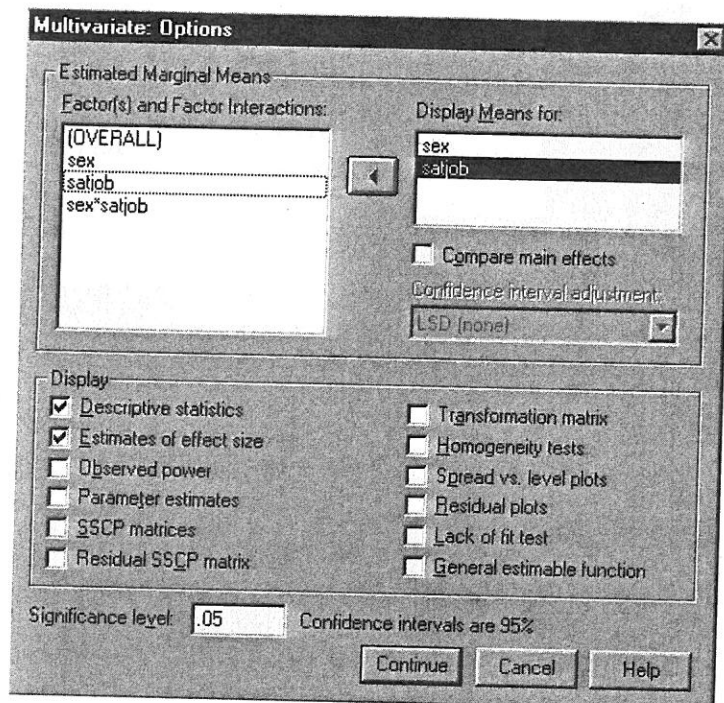 Multivariate: Options
Estimated Marginal Means
Factor(s) and Factor Interactions:
(OVERALL)
sex
satjob
sex*satjob
Display Means for:
sex
satjob
Compare main effects
Confidence interval adjustment:
LSD (none)
Display
Descriptive statistics
Estimates of effect size
Observed power
Parameter estimates
SSCP matrices
Residual SSCP matrix
Transformation matrix
Homogeneity tests
Spread vs. level plots
Residual plots
Lack of fit test
General estimable function
Significance level: .05 Confidence intervals are 95%
Continue Cancel Help